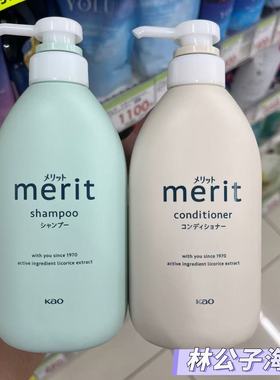 1100
メリット
merit
shampoo
シャンプー
with you since 1970
active ingredient licorice extract
Kao
メリット
merit
conditioner
コンディショナー
with you since 1970
active ingredient licorice extract
Kao
林公子海